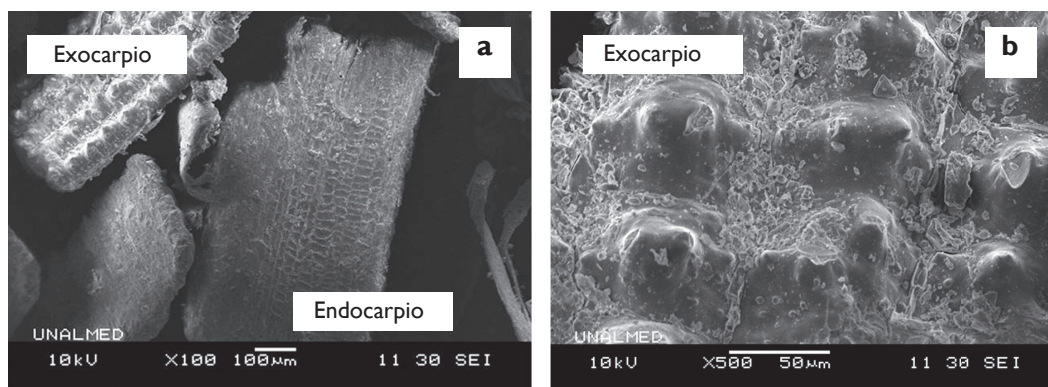 Exocarpio
a
Endocarpio
UNALMED
10kV X100 100μm 11 30 SEI
Exocarpio
b
UNALMED
10kV X500 50μm 11 30 SEI